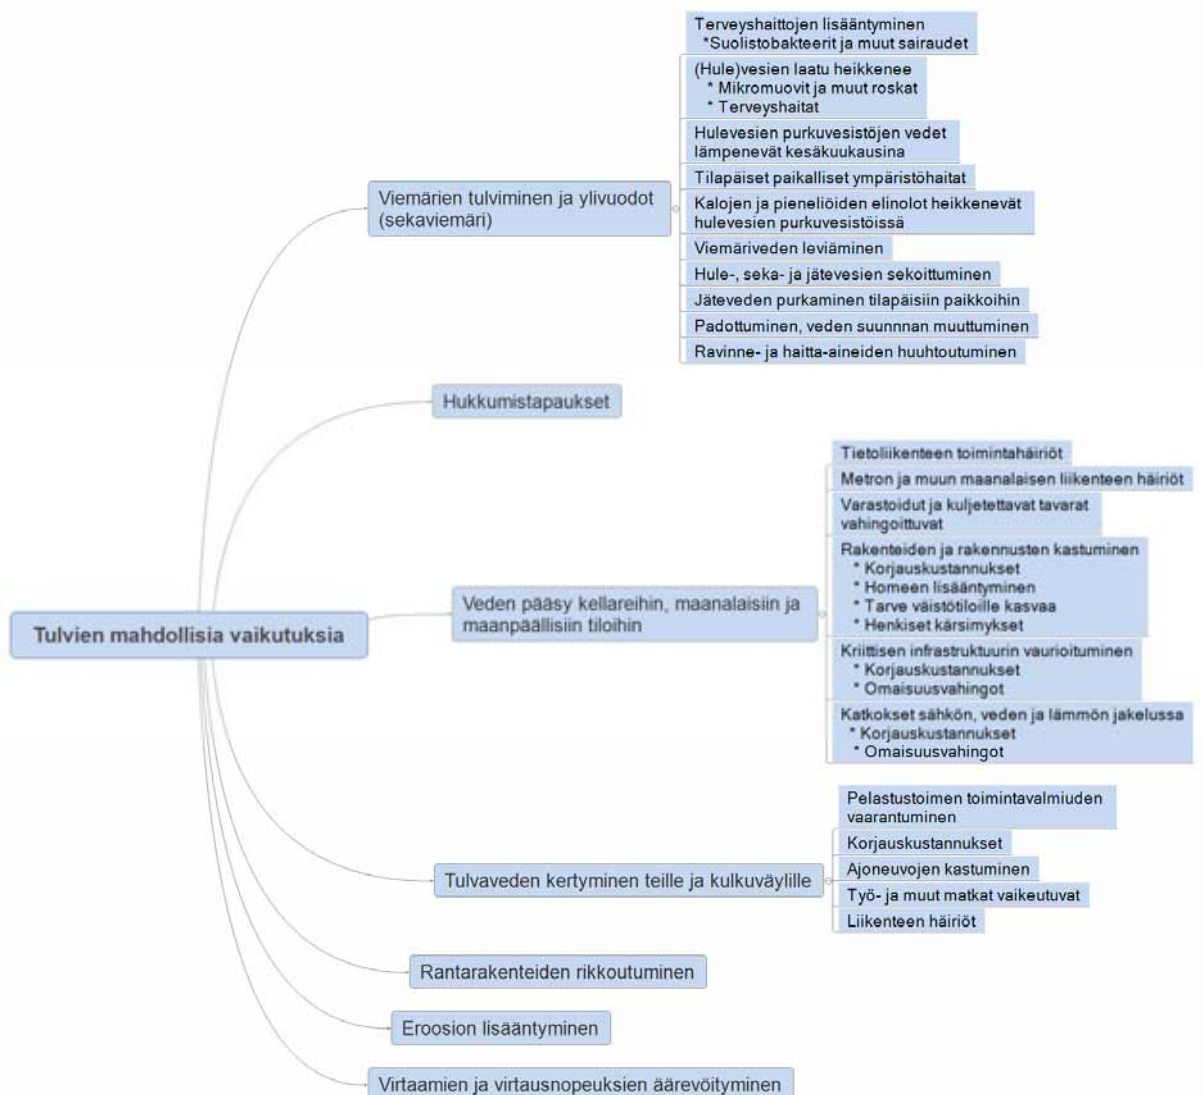 Terveyshaittojen lisääntyminen
*Suolistobakteerit ja muut sairaudet
(Hule)vesien laatu heikkenee
* Mikromuovit ja muut roskat
* Terveyshaitat
Hulevesien purkuvesistöjen vedet
lämpenevät kesäkuukausina
Tilapäiset paikalliset ympäristöhaitat
Viemärien tulviminen ja ylivuodot
(sekaviemäri)
Kalojen ja pieneliöiden elinolot heikkenevät
hulevesien purkuvesistöissä
Viemäriveden leviäminen
Hule-, seka- ja jätevesien sekoittuminen
Jäteveden purkaminen tilapäisiin paikkoihin
Padottuminen, veden suunnnan muuttuminen
Ravinne- ja haitta-aineiden huuhtoutuminen
Hukkumistapaukset
Tietoliikenteen toimintahäiriöt
Metron ja muun maanalaisen liikenteen häiriöt
Varastoidut ja kuljetettavat tavarat
vahingoittuvat
Rakenteiden ja rakennusten kastuminen
* Korjauskustannukset
* Homeen lisääntyminen
* Tarve väistötiloille kasvaa
* Henkiset kärsimykset
Veden pääsy kellareihin, maanalaisiin ja
maanpäällisiin tiloihin
Tulvien mahdollisia vaikutuksia
Kriittisen infrastruktuurin vaurioituminen
* Korjauskustannukset
* Omaisuusvahingot
Katkokset sähkön, veden ja lämmön jakelussa
* Korjauskustannukset
* Omaisuusvahingot
Pelastustoimen toimintavalmiuden
vaarantuminen
Korjauskustannukset
Ajoneuvojen kastuminen
Tulvaveden kertyminen teille ja kulkuväylille
Työ- ja muut matkat vaikeutuvat
Liikenteen häiriöt
Rantarakenteiden rikkoutuminen
Eroosion lisääntyminen
Virtaamien ja virtausnopeuksien äärevöityminen